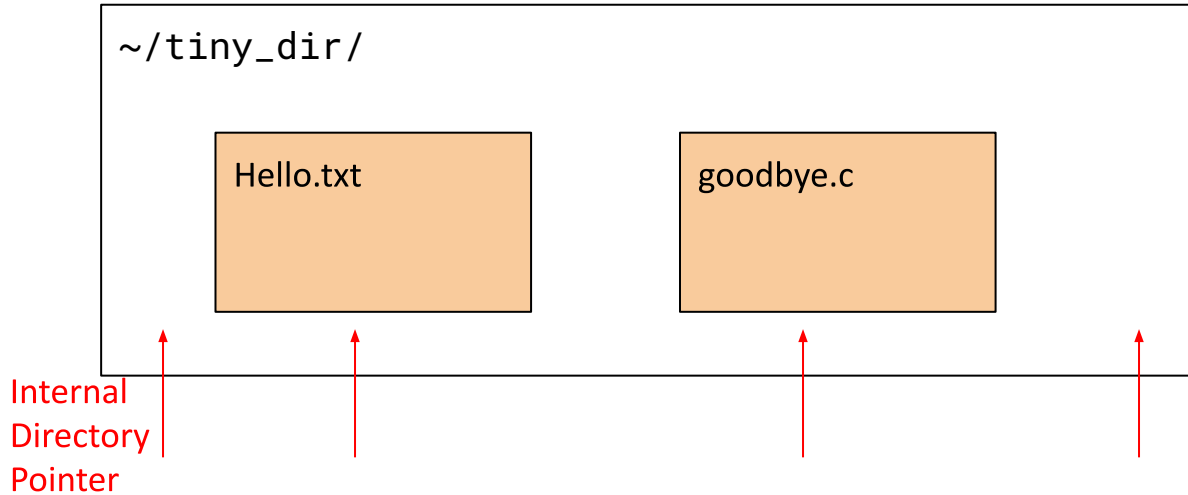 ~/tiny_dir/
Hello.txt
goodbye.c
Internal
Directory
Pointer